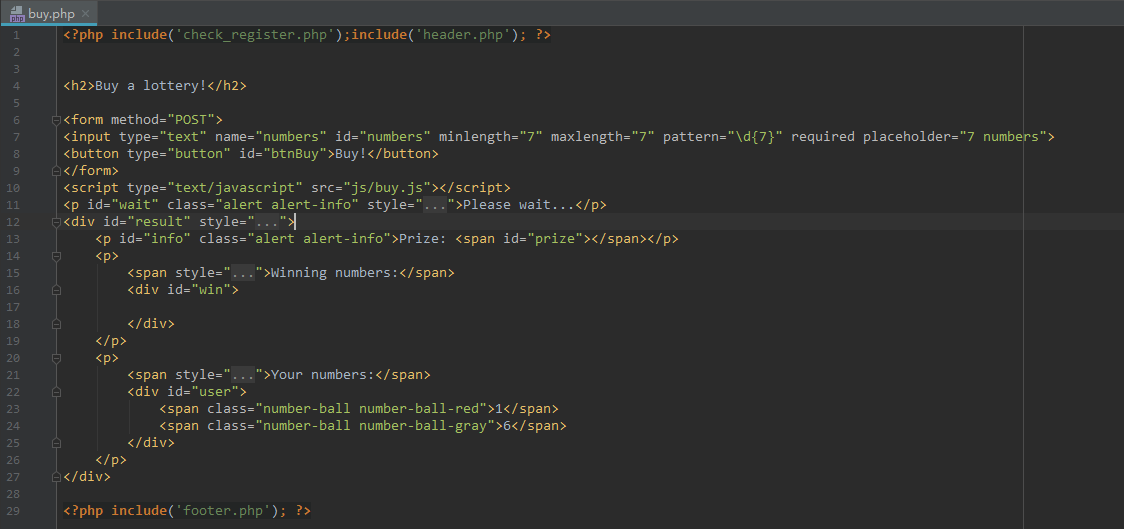 buy.php
1 <?php include('check_register.php');include('header.php'); ?>
2
3
4 <h2>Buy a lottery!</h2>
5
6 <form method="POST">
7 <input type="text" name="numbers" id="numbers" minlength="7" maxlength="7" pattern="\d{7}" required placeholder="7 numbers">
8 <button type="button" id="btnBuy">Buy!</button>
9 </form>
10 <script type="text/javascript" src="js/buy.js"></script>
11 <p id="wait" class="alert alert-info" style="...">Please wait...</p>
12 <div id="result" style="...">
13     <p id="info" class="alert alert-info">Prize: <span id="prize"></span></p>
14     <p>
15         <span style="...">Winning numbers:</span>
16         <div id="win">
17
18         </div>
19     </p>
20     <p>
21         <span style="...">Your numbers:</span>
22         <div id="user">
23             <span class="number-ball number-ball-red">1</span>
24             <span class="number-ball number-ball-gray">6</span>
25         </div>
26     </p>
27 </div>
28
29 <?php include('footer.php'); ?>